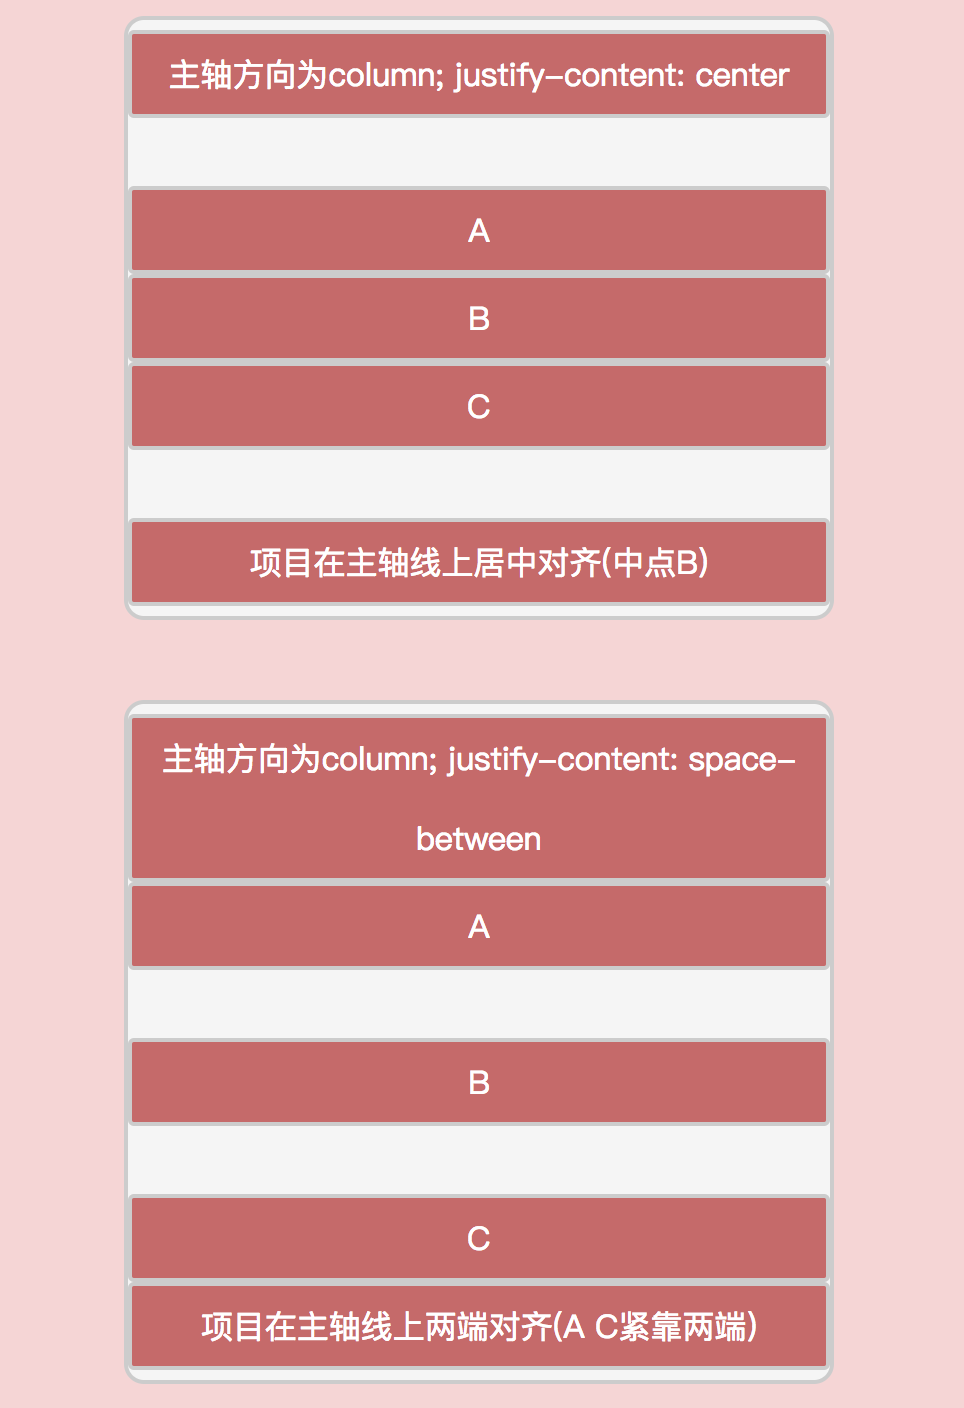 主轴方向为column; justify-content: center
A
B
C
项目在主轴线上居中对齐(中点B)
主轴方向为column; justify-content: space-
between
A
B
C
项目在主轴线上两端对齐(A C紧靠两端)